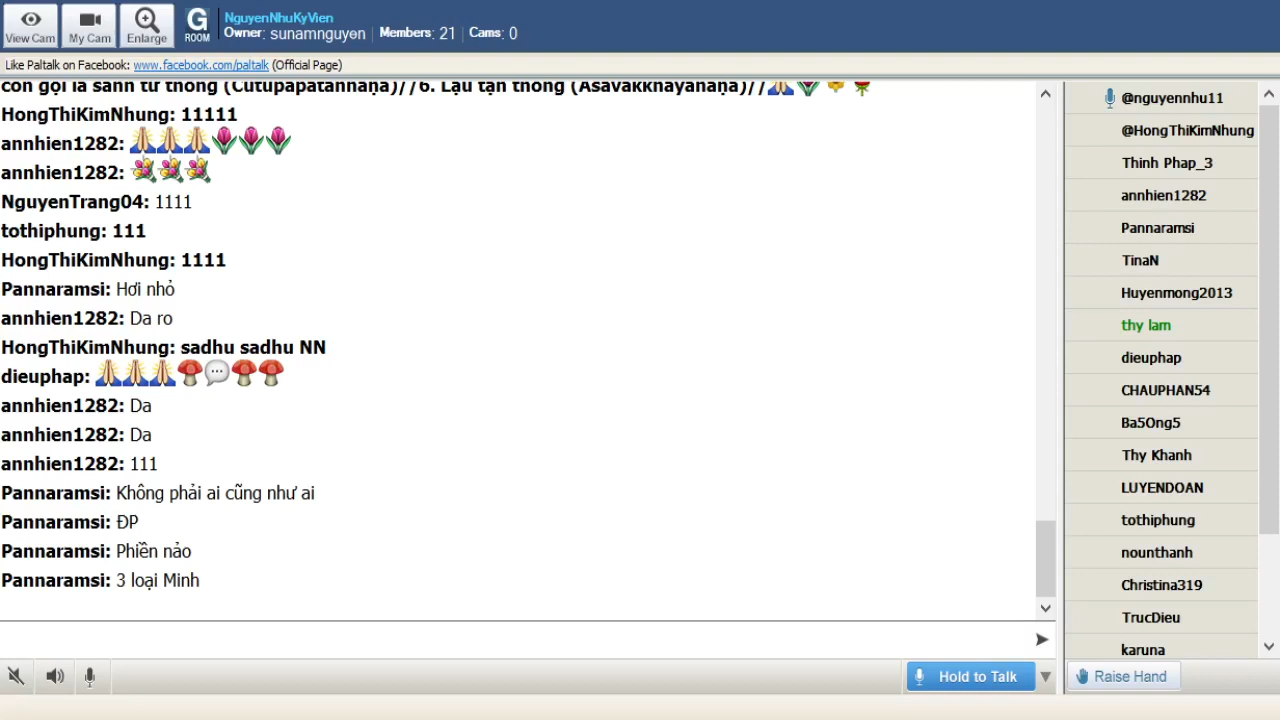 View Cam
My Cam
Enlarge
G
ROOM
NguyenNhuKyVien
Owner: sunamnguyen | Members: 21 | Cams: 0
Like Paltalk on Facebook: www.facebook.com/paltalk (Official Page)
còn gọi là sanh tử thông (Cutūpapātañāṇa)//6. Lậu tận thông (Āsavakkhayañāṇa)//🙏🌷
HongThiKimNhung: 11111
annhien1282: 🙏🙏🙏🌷🌷🌷
annhien1282: 💐💐💐
NguyenTrang04: 1111
tothiphung: 111
HongThiKimNhung: 1111
Pannaramsi: Hơi nhỏ
annhien1282: Da ro
HongThiKimNhung: sadhu sadhu NN
dieuphap: 🙏🙏🙏🍄💬🍄🍄
annhien1282: Da
annhien1282: Da
annhien1282: 111
Pannaramsi: Không phải ai cũng như ai
Pannaramsi: ĐP
Pannaramsi: Phiền nảo
Pannaramsi: 3 loại Minh
@nguyennhu11
@HongThiKimNhung
Thinh Phap_3
annhien1282
Pannaramsi
TinaN
Huyenmong2013
thy lam
dieuphap
CHAUPHAN54
Ba5Ong5
Thy Khanh
LUYENDOAN
tothiphung
nounthanh
Christina319
TrucDieu
karuna
Hold to Talk
Raise Hand